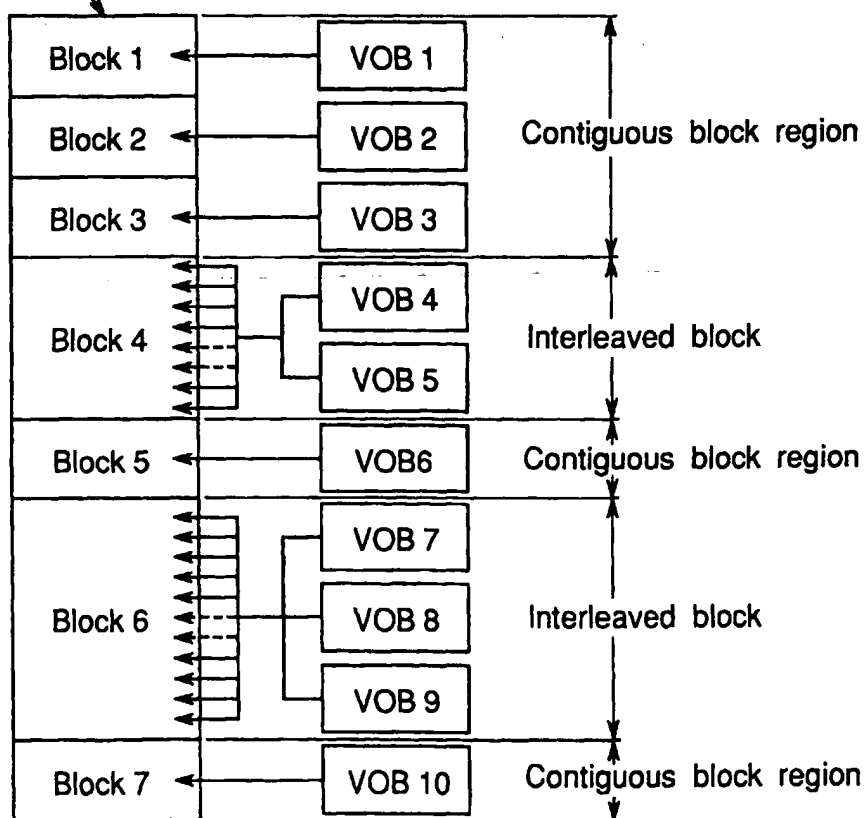 Block 1
VOB 1
Block 2
VOB 2
Contiguous block region
Block 3
VOB 3
VOB 4
Block 4
Interleaved block
VOB 5
Block 5
VOB6
Contiguous block region
VOB 7
Block 6
VOB 8
Interleaved block
VOB 9
Block 7
VOB 10
Contiguous block region